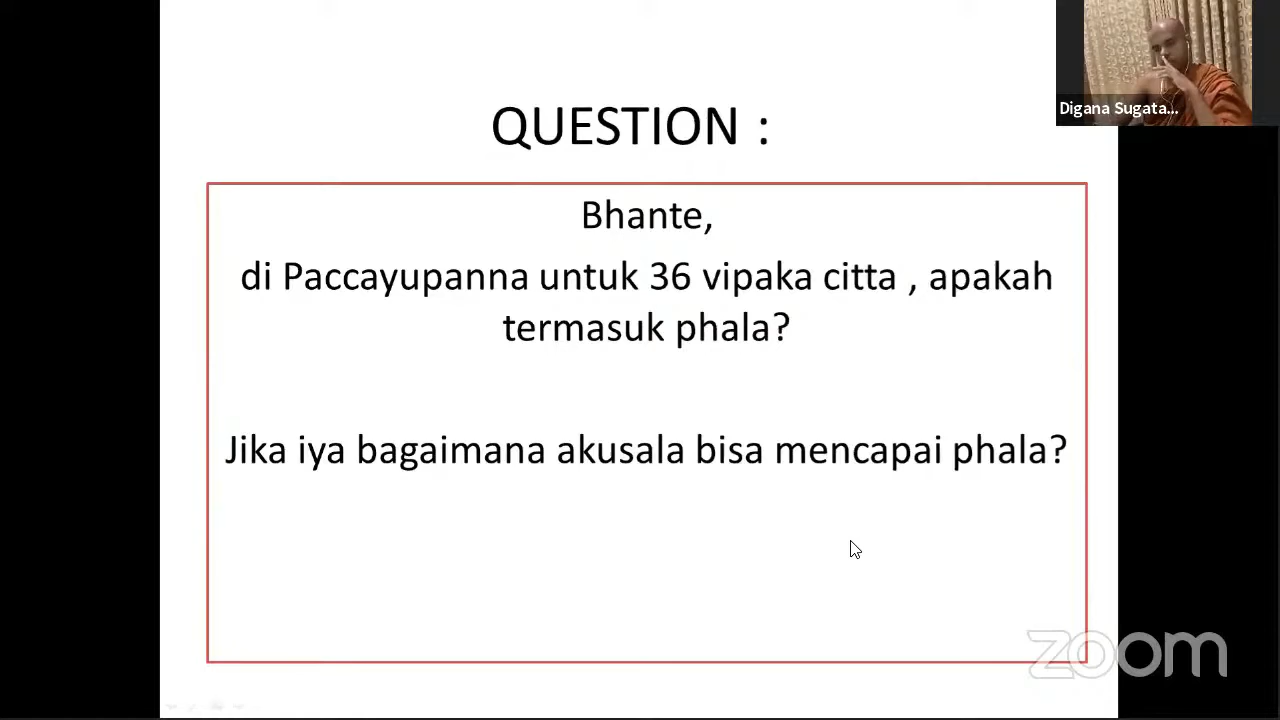 Digana Sugata...
QUESTION :
Bhante,
di Paccayupanna untuk 36 vipaka citta , apakah
termasuk phala?
Jika iya bagaimana akusala bisa mencapai phala?
zoom